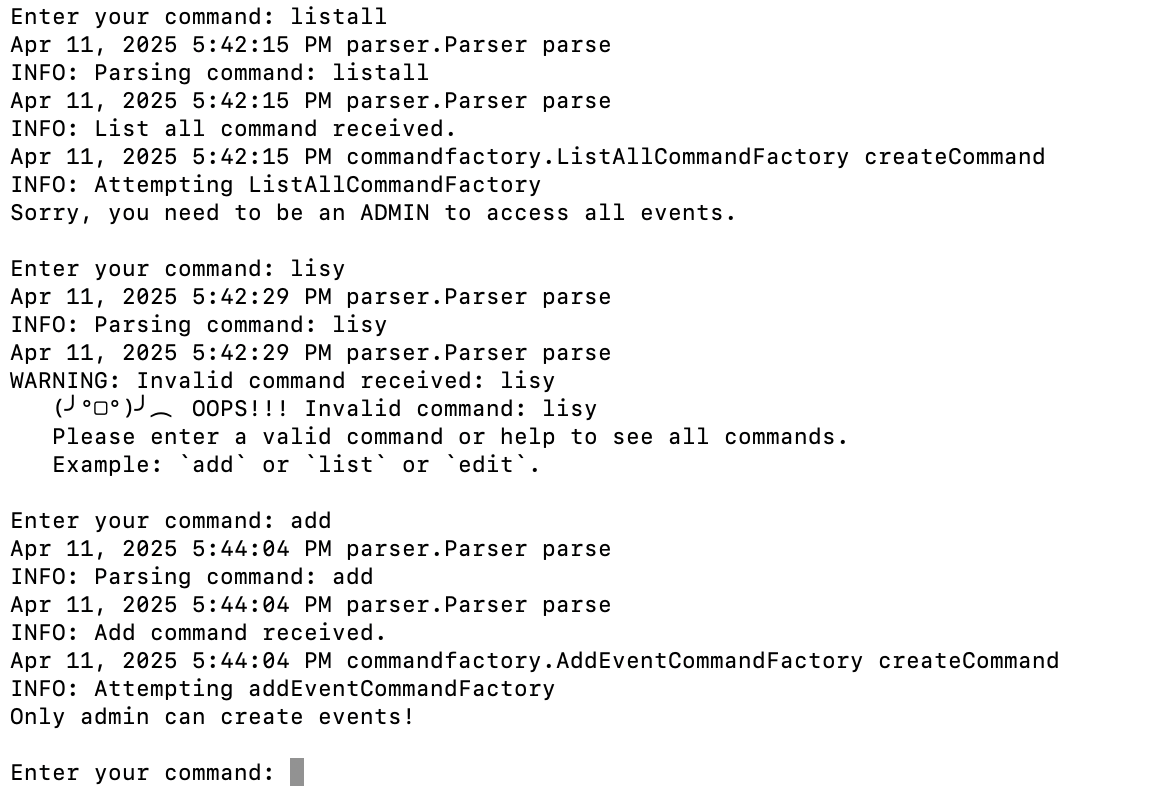 Enter your command: listall
Apr 11, 2025 5:42:15 PM parser.Parser parse
INFO: Parsing command: listall
Apr 11, 2025 5:42:15 PM parser.Parser parse
INFO: List all command received.
Apr 11, 2025 5:42:15 PM commandfactory.ListAllCommandFactory createCommand
INFO: Attempting ListAllCommandFactory
Sorry, you need to be an ADMIN to access all events.

Enter your command: lisy
Apr 11, 2025 5:42:29 PM parser.Parser parse
INFO: Parsing command: lisy
Apr 11, 2025 5:42:29 PM parser.Parser parse
WARNING: Invalid command received: lisy
   (╯°□°)╯︵ OOPS!!! Invalid command: lisy
   Please enter a valid command or help to see all commands.
   Example: `add` or `list` or `edit`.

Enter your command: add
Apr 11, 2025 5:44:04 PM parser.Parser parse
INFO: Parsing command: add
Apr 11, 2025 5:44:04 PM parser.Parser parse
INFO: Add command received.
Apr 11, 2025 5:44:04 PM commandfactory.AddEventCommandFactory createCommand
INFO: Attempting addEventCommandFactory
Only admin can create events!

Enter your command: